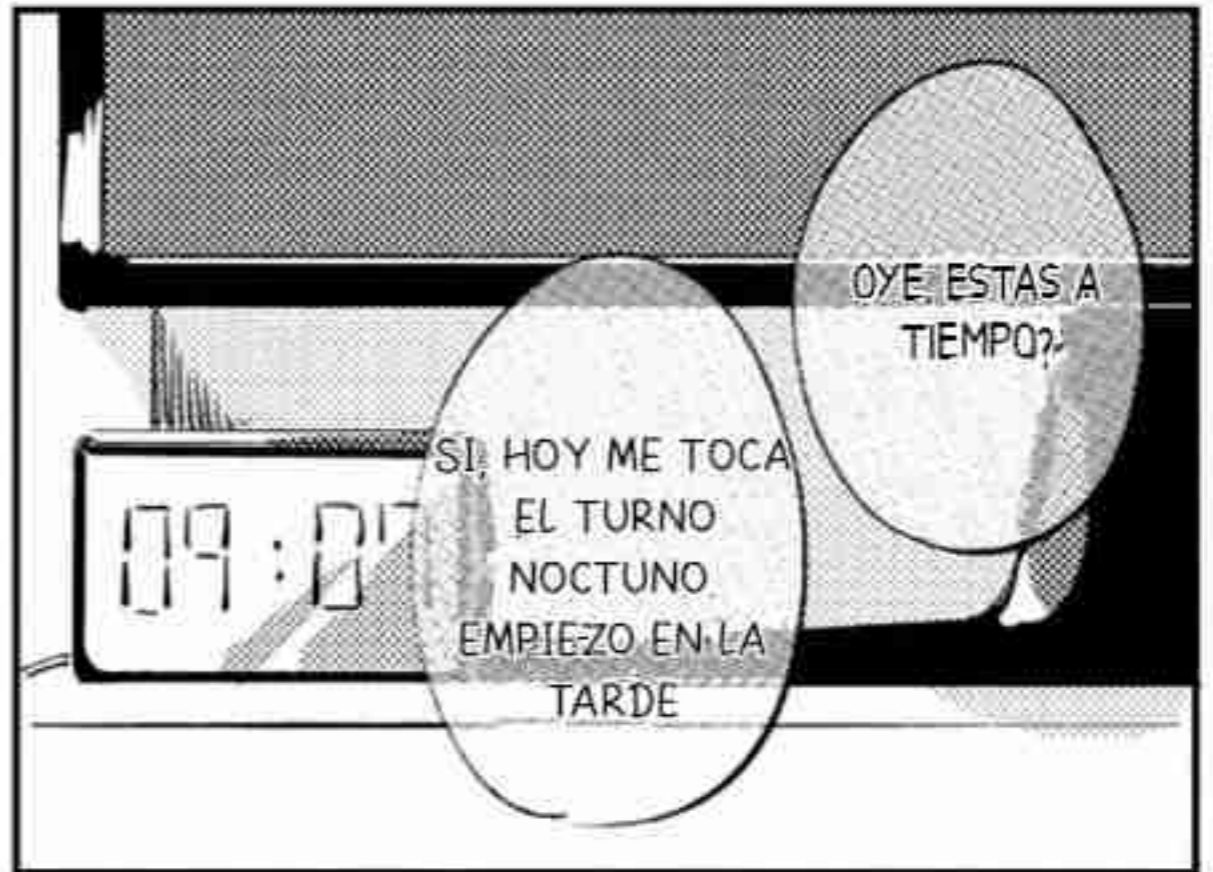 OYE, ESTAS A
TIEMPO?
SI, HOY ME TOCA
EL TURNO
NOCTUNO
EMPIEZO EN LA
TARDE